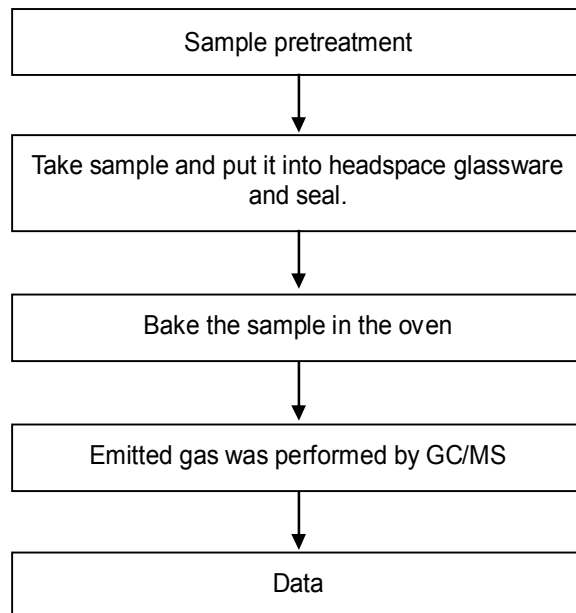 Sample pretreatment
Take sample and put it into headspace glassware
and seal.
Bake the sample in the oven
Emitted gas was performed by GC/MS
Data